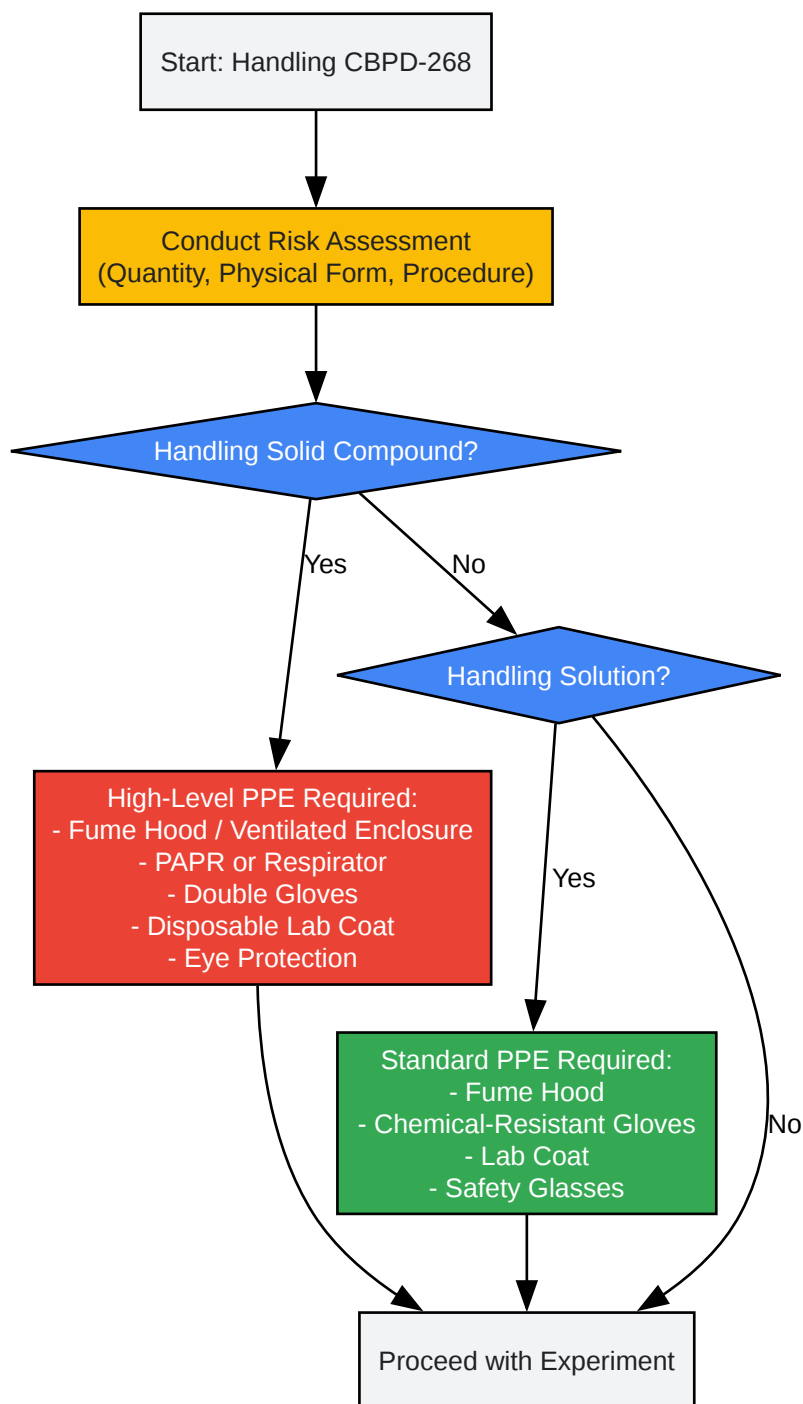 Start: Handling CBPD-268
Conduct Risk Assessment
(Quantity, Physical Form, Procedure)
Handling Solid Compound?
Yes
No
Handling Solution?
High-Level PPE Required:
- Fume Hood / Ventilated Enclosure
- PAPR or Respirator
- Double Gloves
- Disposable Lab Coat
- Eye Protection
Yes
No
Standard PPE Required:
- Fume Hood
- Chemical-Resistant Gloves
- Lab Coat
- Safety Glasses
Proceed with Experiment